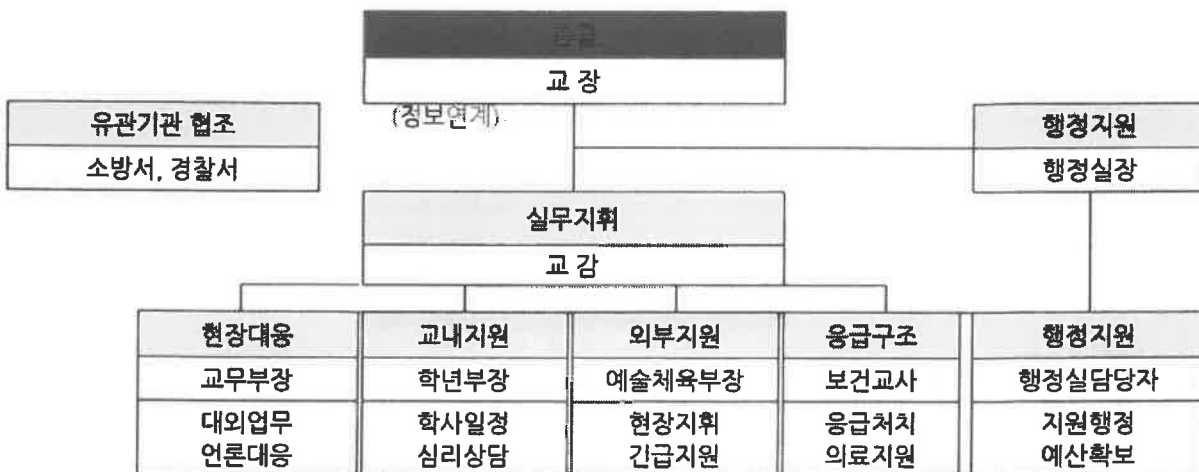 총괄
교 장
(정보연계)
유관기관 협조
소방서, 경찰서
행정지원
행정실장
실무지휘
교 감
현장대응
교내지원
외부지원
응급구조
행정지원
교무부장
학년부장
예술체육부장
보건교사
행정실담당자
대외업무
언론대응
학사일정
심리상담
현장지휘
긴급지원
응급처치
의료지원
지원행정
예산확보